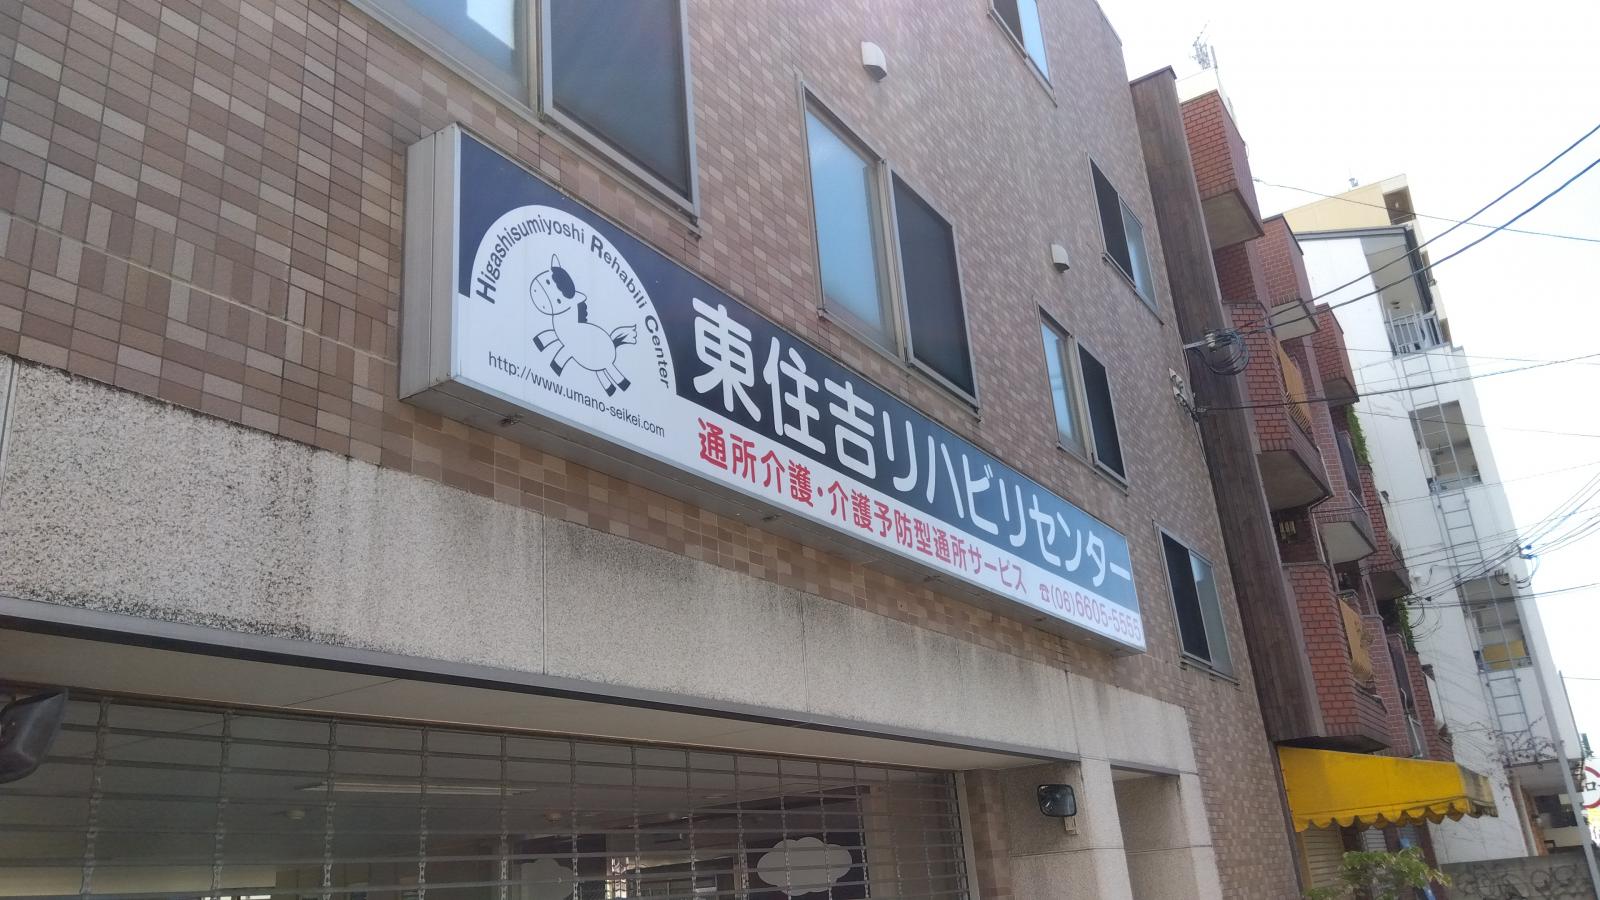 Higashisumiyoshi Rehabili Center
http://www.umano-seikei.com
東住吉リハビリセンター
通所介護・介護予防型通所サービス ☎(06)6605-5555